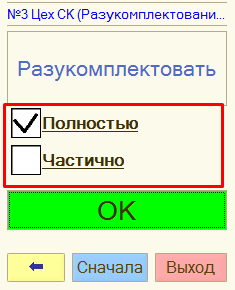 №3 Цех СК (Разукомплектовани...
Разукомплектовать
Полностью
Частично
OK
Сначала Выход